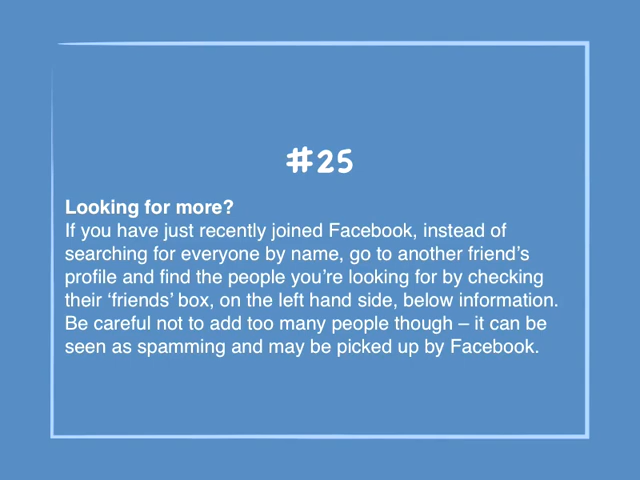 #25
Looking for more?
If you have just recently joined Facebook, instead of
searching for everyone by name, go to another friend’s
profile and find the people you’re looking for by checking
their ‘friends’ box, on the left hand side, below information.
Be careful not to add too many people though – it can be
seen as spamming and may be picked up by Facebook.